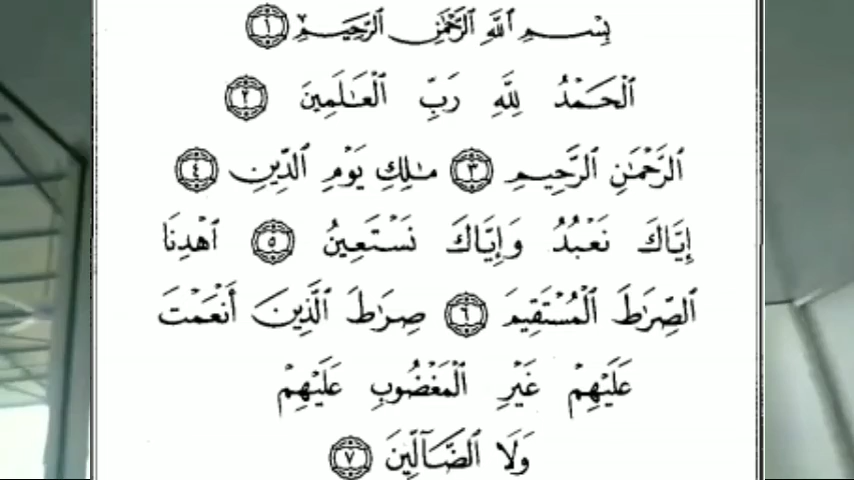 بِسْمِ ٱللَّهِ ٱلرَّحْمَٰنِ ٱلرَّحِيمِ ١
ٱلْحَمْدُ لِلَّهِ رَبِّ ٱلْعَٰلَمِينَ ٢
ٱلرَّحْمَٰنِ ٱلرَّحِيمِ ٣ مَٰلِكِ يَوْمِ ٱلدِّينِ ٤
إِيَّاكَ نَعْبُدُ وَإِيَّاكَ نَسْتَعِينُ ٥ ٱهْدِنَا
ٱلصِّرَٰطَ ٱلْمُسْتَقِيمَ ٦ صِرَٰطَ ٱلَّذِينَ أَنْعَمْتَ
عَلَيْهِمْ غَيْرِ ٱلْمَغْضُوبِ عَلَيْهِمْ
وَلَا ٱلضَّآلِّينَ ٧